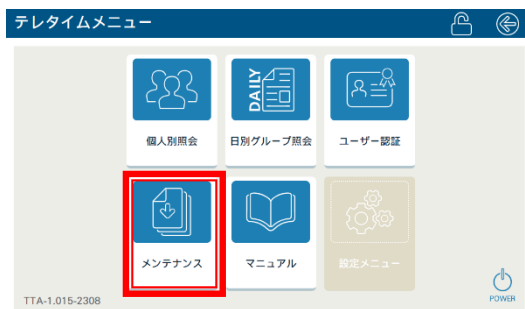 テレタイムメニュー
DAILY
個人別照会
日別グループ照会
ユーザー認証
メンテナンス
マニュアル
設定メニュー
POWER
TTA-1.015-2308